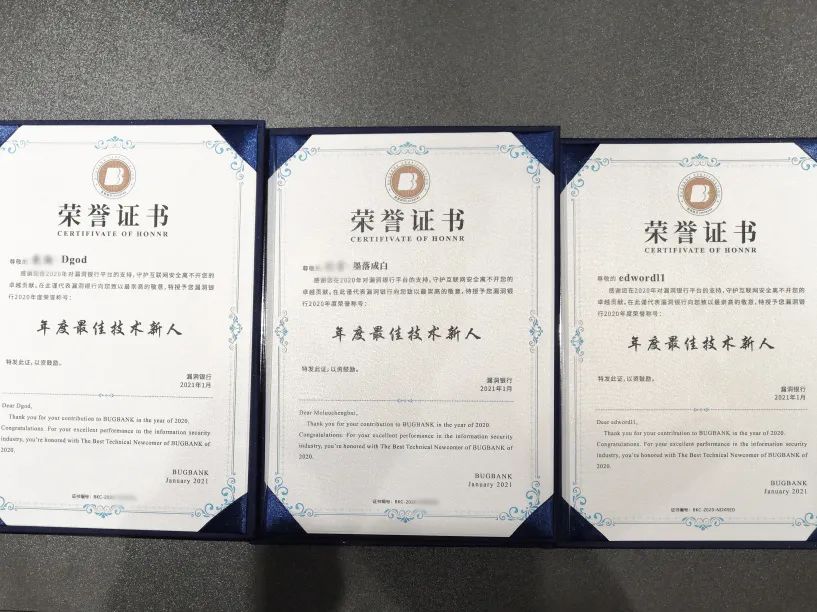 荣誉证书
CERTIFIVATE OF HONNR
尊敬的 Dgod
感谢您在2020年对漏洞银行平台的支持,守护互联网安全离不开您的
卓越贡献。在此谨代表漏洞银行向您致以最崇高的敬意,特授予您漏洞银
行2020年度荣誉称号:
年度最佳技术新人
特发此证,以资鼓励。
漏洞银行
2021年1月
Dear Dgod,
Thank you for your contribution to BUGBANK in the year of 2020.
Congratulations. For your excellent performance in the information security
industry, you're honored with The Best Technical Newcomer of BUGBANK of
2020.
BUGBANK
January 2021
证书编号: BKC-20
荣誉证书
CERTIFIVATE OF HONNR
尊敬的 墨落成白
感谢您在2020年对漏洞银行平台的支持,守护互联网安全离不开您的
卓越贡献。在此谨代表漏洞银行向您致以最崇高的敬意,特授予您漏洞银
行2020年度荣誉称号:
年度最佳技术新人
特发此证,以资鼓励。
漏洞银行
2021年1月
Dear Moluochengbai,
Thank you for your contribution to BUGBANK in the year of 2020.
Congratulations. For your excellent performance in the information security
industry, you're honored with The Best Technical Newcomer of BUGBANK of
2020.
BUGBANK
January 2021
证书编号: BKC-2020
荣誉证书
CERTIFIVATE OF HONNR
尊敬的 edwordl1
感谢您在2020年对漏洞银行平台的支持,守护互联网安全离不开您的
卓越贡献。在此谨代表漏洞银行向您致以最崇高的敬意,特授予您漏洞银
行2020年度荣誉称号:
年度最佳技术新人
特发此证,以资鼓励。
漏洞银行
2021年1月
Dear edwordl1,
Thank you for your contribution to BUGBANK in the year of 2020.
Congratulations. For your excellent performance in the information security
industry, you're honored with The Best Technical Newcomer of BUGBANK of
2020.
BUGBANK
January 2021
证书编号: